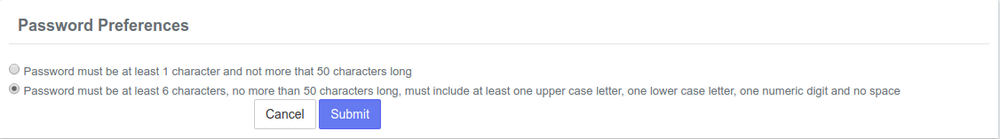 Password Preferences
Password must be at least 1 character and not more that 50 characters long
Password must be at least 6 characters, no more than 50 characters long, must include at least one upper case letter, one lower case letter, one numeric digit and no space
Cancel Submit